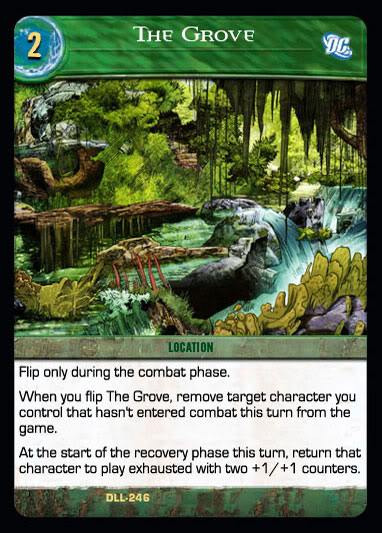 2
The Grove
DC
LOCATION
Flip only during the combat phase.
When you flip The Grove, remove target character you
control that hasn't entered combat this turn from the
game.
At the start of the recovery phase this turn, return that
character to play exhausted with two +1/+1 counters.
DLL-246